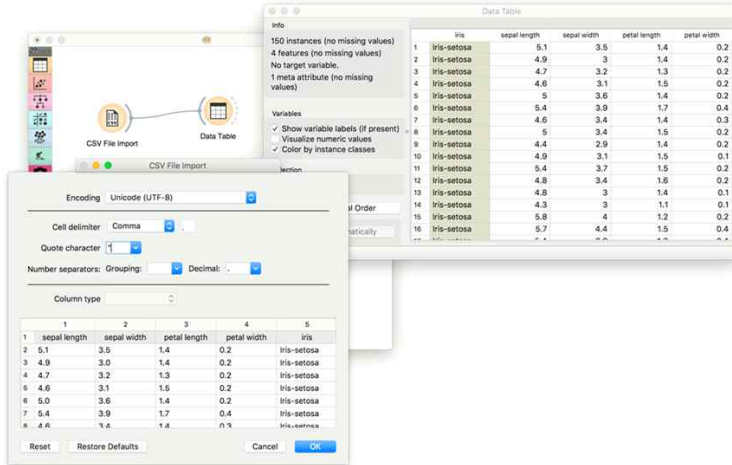 Data Table
Info
150 instances (no missing values)
4 features (no missing values)
No target variable.
1 meta attribute (no missing
values)
Variables
Show variable labels (if present)
Visualize numeric values
Color by instance classes
al Order
iris sepal length sepal width petal length petal width
1 Iris-setosa 5.1 3.5 1.4 0.2
2 Iris-setosa 4.9 3 1.4 0.2
3 Iris-setosa 4.7 3.2 1.3 0.2
4 Iris-setosa 4.6 3.1 1.5 0.2
5 Iris-setosa 5 3.6 1.4 0.2
6 Iris-setosa 5.4 3.9 1.7 0.4
7 Iris-setosa 4.6 3.4 1.4 0.3
8 Iris-setosa 5 3.4 1.5 0.2
9 Iris-setosa 4.4 2.9 1.4 0.2
10 Iris-setosa 4.9 3.1 1.5 0.1
11 Iris-setosa 5.4 3.7 1.5 0.2
12 Iris-setosa 4.8 3.4 1.6 0.2
13 Iris-setosa 4.8 3 1.4 0.1
14 Iris-setosa 4.3 3 1.1 0.1
15 Iris-setosa 5.8 4 1.2 0.2
16 Iris-setosa 5.7 4.4 1.5 0.4
CSV File Import
Data Table
CSV File Import
Encoding Unicode (UTF-8)
Cell delimiter Comma ,
Quote character "
Number separators: Grouping: Decimal: .
Column type
1 2 3 4 5
1 sepal length sepal width petal length petal width iris
2 5.1 3.5 1.4 0.2 Iris-setosa
3 4.9 3.0 1.4 0.2 Iris-setosa
4 4.7 3.2 1.3 0.2 Iris-setosa
5 4.6 3.1 1.5 0.2 Iris-setosa
6 5.0 3.6 1.4 0.2 Iris-setosa
7 5.4 3.9 1.7 0.4 Iris-setosa
8 4.6 3.4 1.4 0.3 Iris-setosa
Reset Restore Defaults Cancel OK